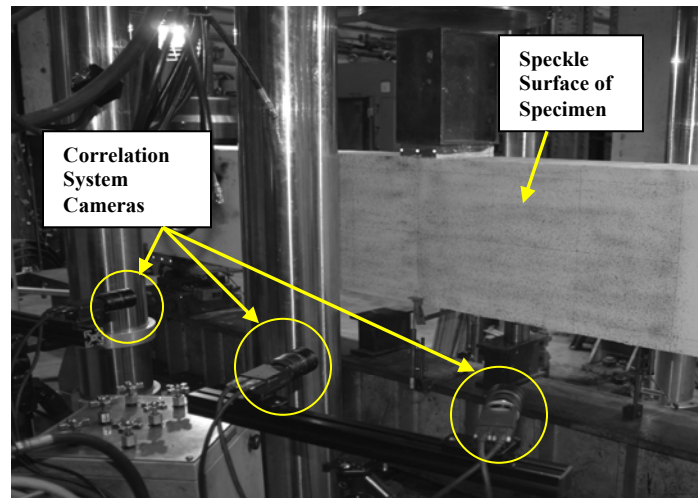 Speckle
Surface of
Specimen
Correlation
System
Cameras